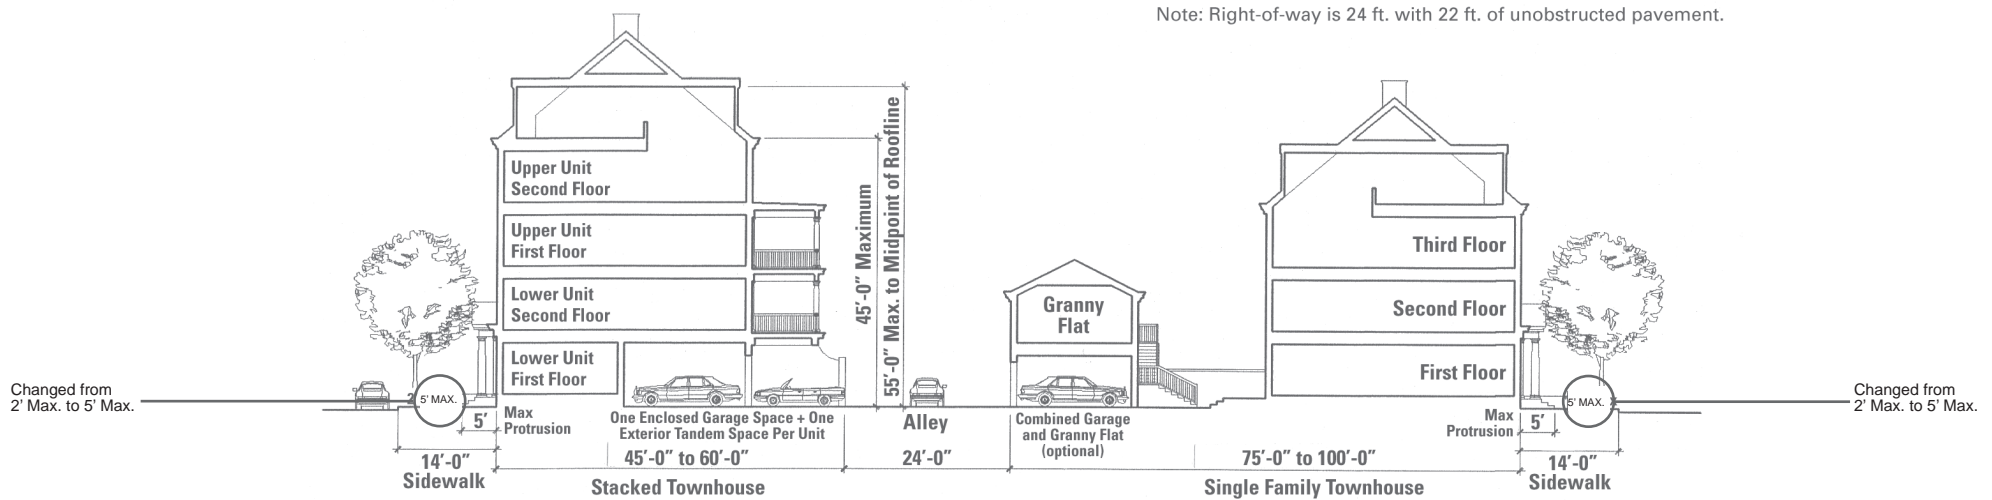 Note: Right-of-way is 24 ft. with 22 ft. of unobstructed pavement.
Upper Unit
Second Floor
Upper Unit
First Floor
Lower Unit
Second Floor
Lower Unit
First Floor
45'-0" Maximum
55'-0" Max. to Midpoint of Roofline
Granny
Flat
Third Floor
Second Floor
First Floor
Changed from
2' Max. to 5' Max.
5' MAX.
5'
Max
Protrusion
One Enclosed Garage Space + One
Exterior Tandem Space Per Unit
Alley
Combined Garage
and Granny Flat
(optional)
Max
Protrusion
5'
5' MAX.
Changed from
2' Max. to 5' Max.
14'-0"
Sidewalk
45'-0" to 60'-0"
Stacked Townhouse
24'-0"
75'-0" to 100'-0"
Single Family Townhouse
14'-0"
Sidewalk